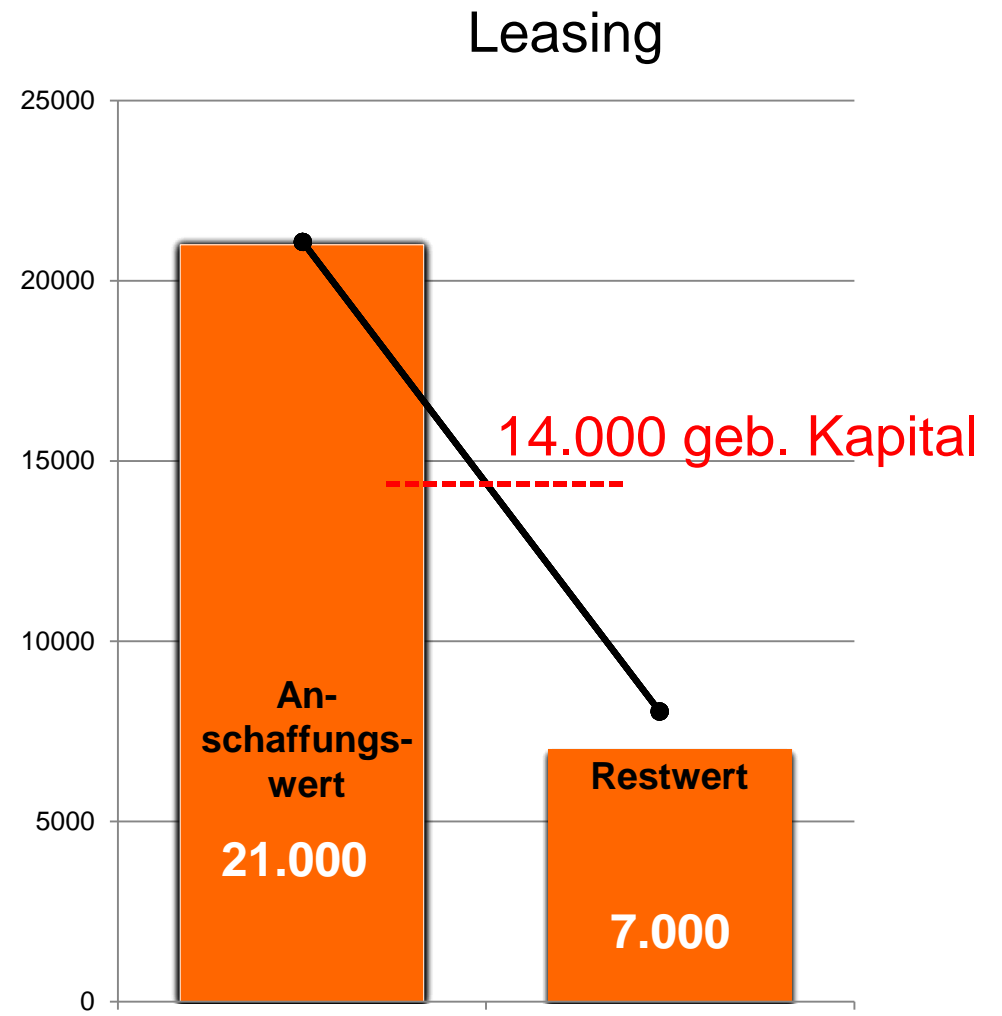 Leasing
25000
20000
14.000 geb. Kapital
15000
10000
An-
schaffungs-
wert
Restwert
5000
21.000
7.000
0